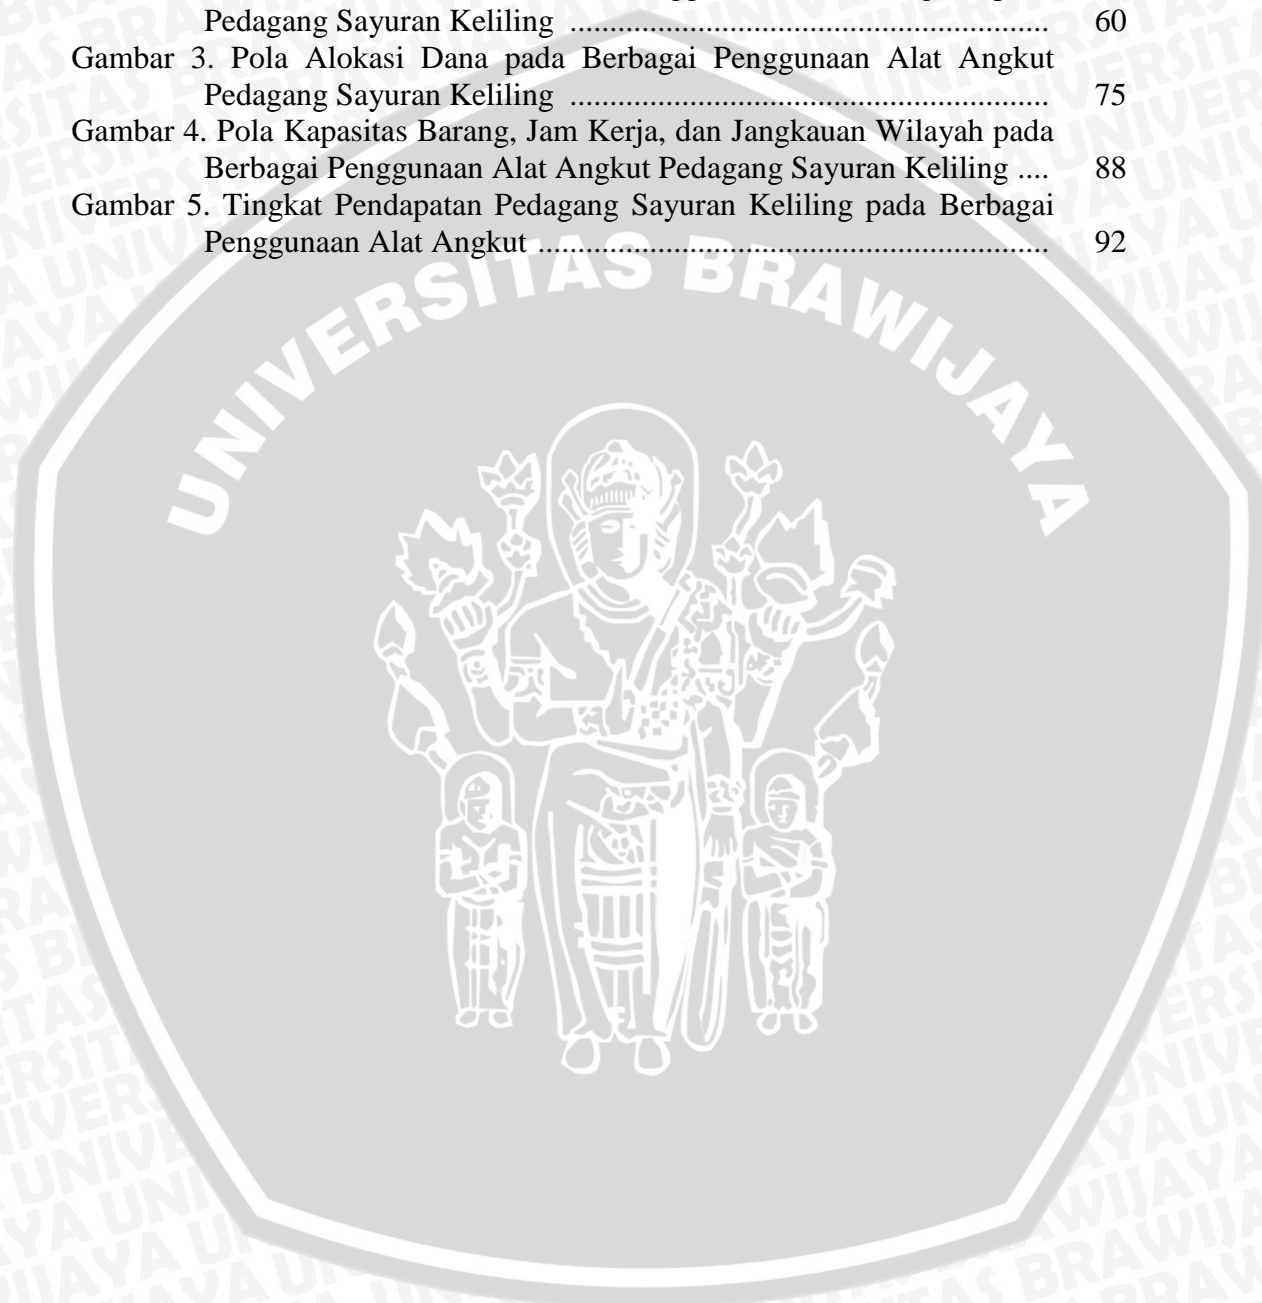 Pedagang Sayuran Keliling .................................................. 60
Gambar 3. Pola Alokasi Dana pada Berbagai Penggunaan Alat Angkut
Pedagang Sayuran Keliling .................................................. 75
Gambar 4. Pola Kapasitas Barang, Jam Kerja, dan Jangkauan Wilayah pada
Berbagai Penggunaan Alat Angkut Pedagang Sayuran Keliling .... 88
Gambar 5. Tingkat Pendapatan Pedagang Sayuran Keliling pada Berbagai
Penggunaan Alat Angkut ..................................................... 92
UNIVERSITAS BRAWIJAYA